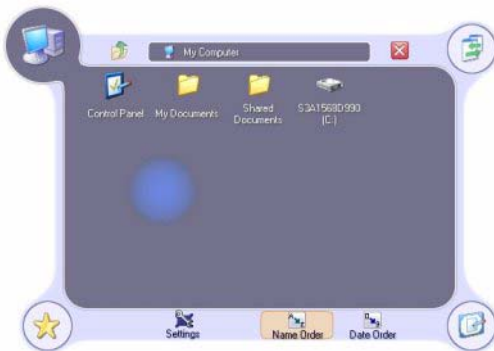 My Computer
Control Panel
My Documents
Shared
Documents
S3A1568D990
(C:)
Settings
Name Order
Date Order